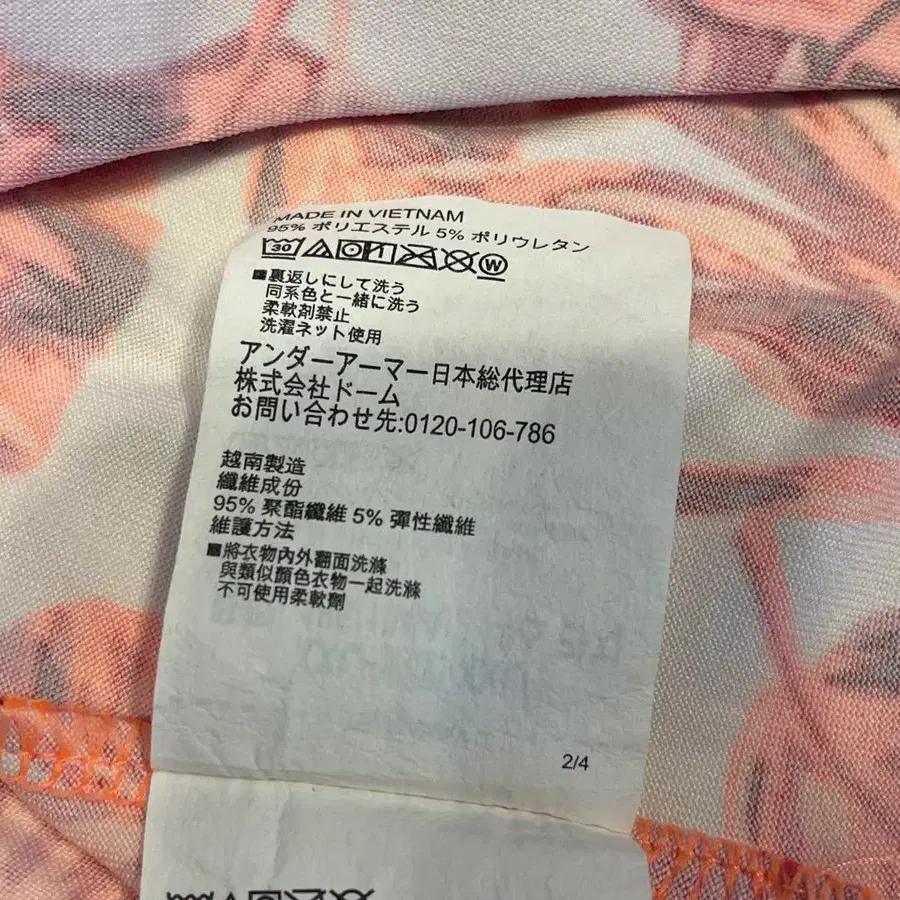 MADE IN VIETNAM
95% ポリエステル 5% ポリウレタン
30 W
■裏返しにして洗う
同系色と一緒に洗う
柔軟剤禁止
洗濯ネット使用
アンダーアーマー日本総代理店
株式会社ドーム
お問い合わせ先:0120-106-786
越南製造
纖維成份
95% 聚酯纖維 5% 彈性纖維
維護方法
■將衣物內外翻面洗滌
與類似顏色衣物一起洗滌
不可使用柔軟劑
2/4